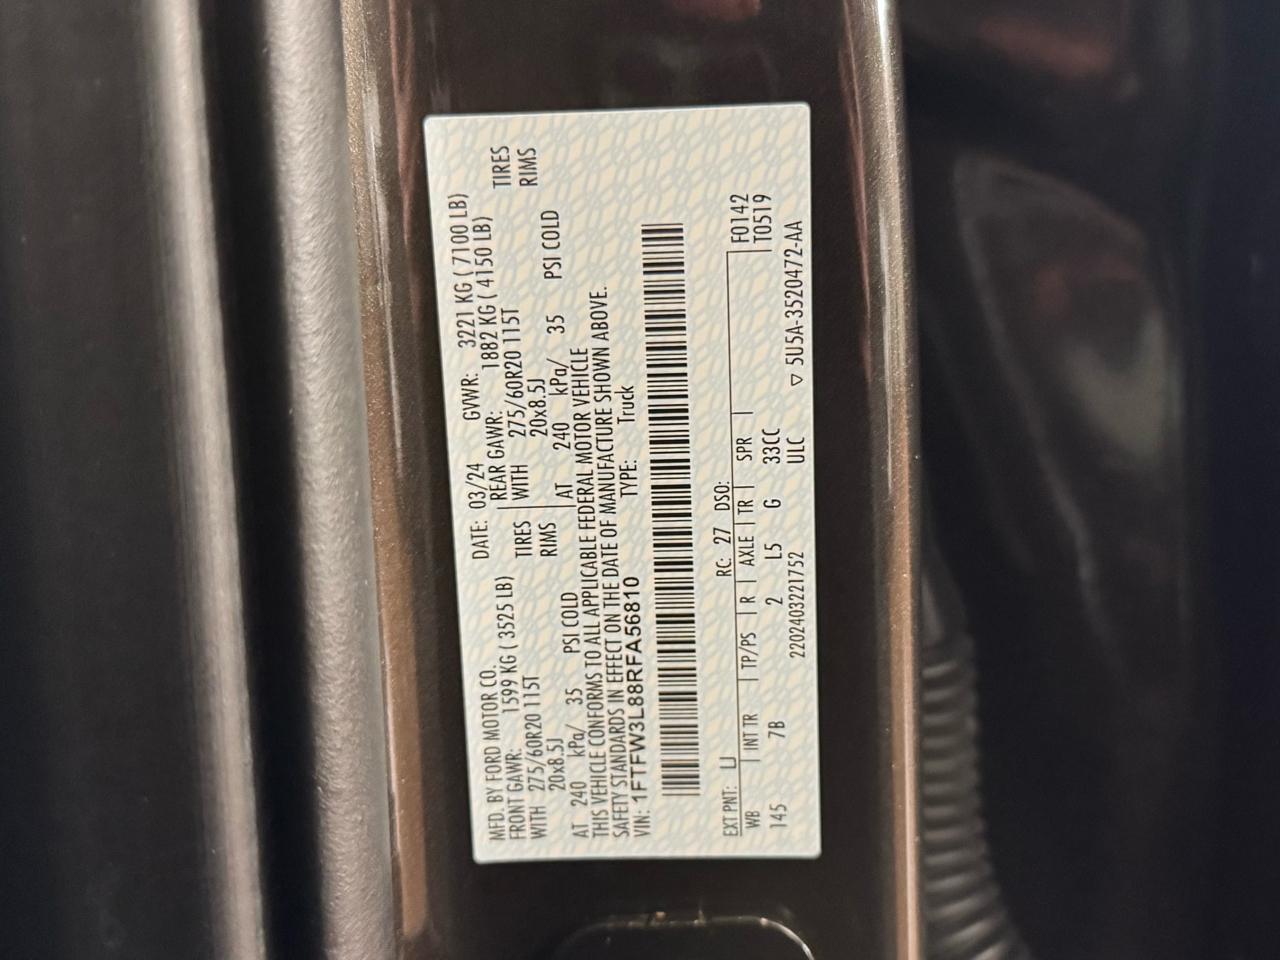 MFD. BY FORD MOTOR CO. DATE: 03/24 GVWR: 3221 KG ( 7100 LB)
FRONT GAWR: 1599 KG ( 3525 LB) REAR GAWR: 1882 KG ( 4150 LB)
WITH 275/60R20 115T TIRES WITH 275/60R20 115T TIRES
20x8.5J RIMS 20x8.5J RIMS
AT 240 kPa/ 35 PSI COLD AT 240 kPa/ 35 PSI COLD
THIS VEHICLE CONFORMS TO ALL APPLICABLE FEDERAL MOTOR VEHICLE
SAFETY STANDARDS IN EFFECT ON THE DATE OF MANUFACTURE SHOWN ABOVE.
VIN: 1FTFW3L88RFA56810 TYPE: Truck
EXT PNT: LJ RC: 27 DSO: F0142
WB INT TR TP/PS R AXLE TR SPR T0519
145 7B 2 L5 G 33CC
2202403221752 ULC ▽ 5U5A-3520472-AA